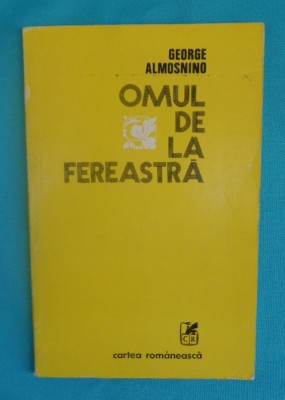 GEORGE
ALMOSNINO
OMUL
DE
LA
FEREASTRĂ
CR
cartea românească